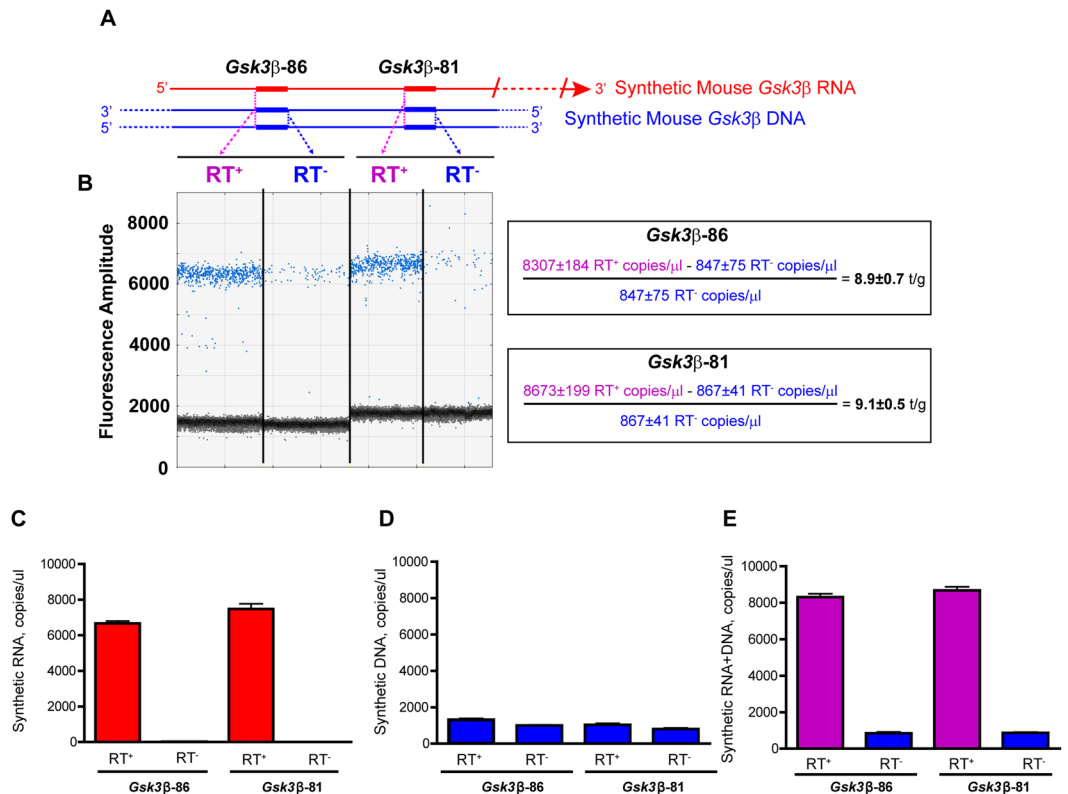 A
Gsk3β-86 Gsk3β-81
5' 3' Synthetic Mouse Gsk3β RNA
3' 5'
5' 3' Synthetic Mouse Gsk3β DNA
RT+ RT- RT+ RT-
B
Fluorescence Amplitude
8000
6000
4000
2000
0
Gsk3β-86
8307±184 RT+ copies/µl - 847±75 RT- copies/µl
847±75 RT- copies/µl
= 8.9±0.7 t/g
Gsk3β-81
8673±199 RT+ copies/µl - 867±41 RT- copies/µl
867±41 RT- copies/µl
= 9.1±0.5 t/g
C
Synthetic RNA, copies/ul
10000
8000
6000
4000
2000
0
RT+ RT- RT+ RT-
Gsk3β-86 Gsk3β-81
D
Synthetic DNA, copies/ul
10000
8000
6000
4000
2000
0
RT+ RT- RT+ RT-
Gsk3β-86 Gsk3β-81
E
Synthetic RNA+DNA, copies/ul
10000
8000
6000
4000
2000
0
RT+ RT- RT+ RT-
Gsk3β-86 Gsk3β-81